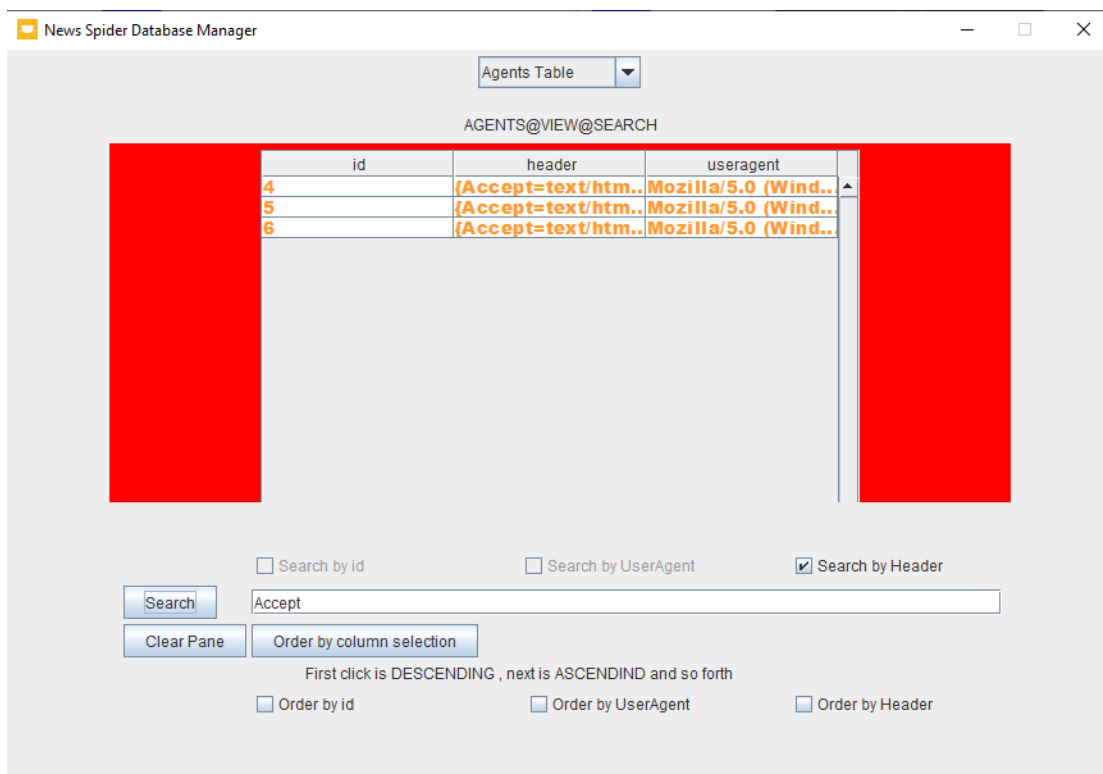 News Spider Database Manager
Agents Table
AGENTS@VIEW@SEARCH
id header useragent
4 {Accept=text/htm.. Mozilla/5.0 (Wind...
5 {Accept=text/htm.. Mozilla/5.0 (Wind...
6 {Accept=text/htm.. Mozilla/5.0 (Wind...
Search by id Search by UserAgent Search by Header
Search Accept
Clear Pane Order by column selection
First click is DESCENDING , next is ASCENDIND and so forth
Order by id Order by UserAgent Order by Header